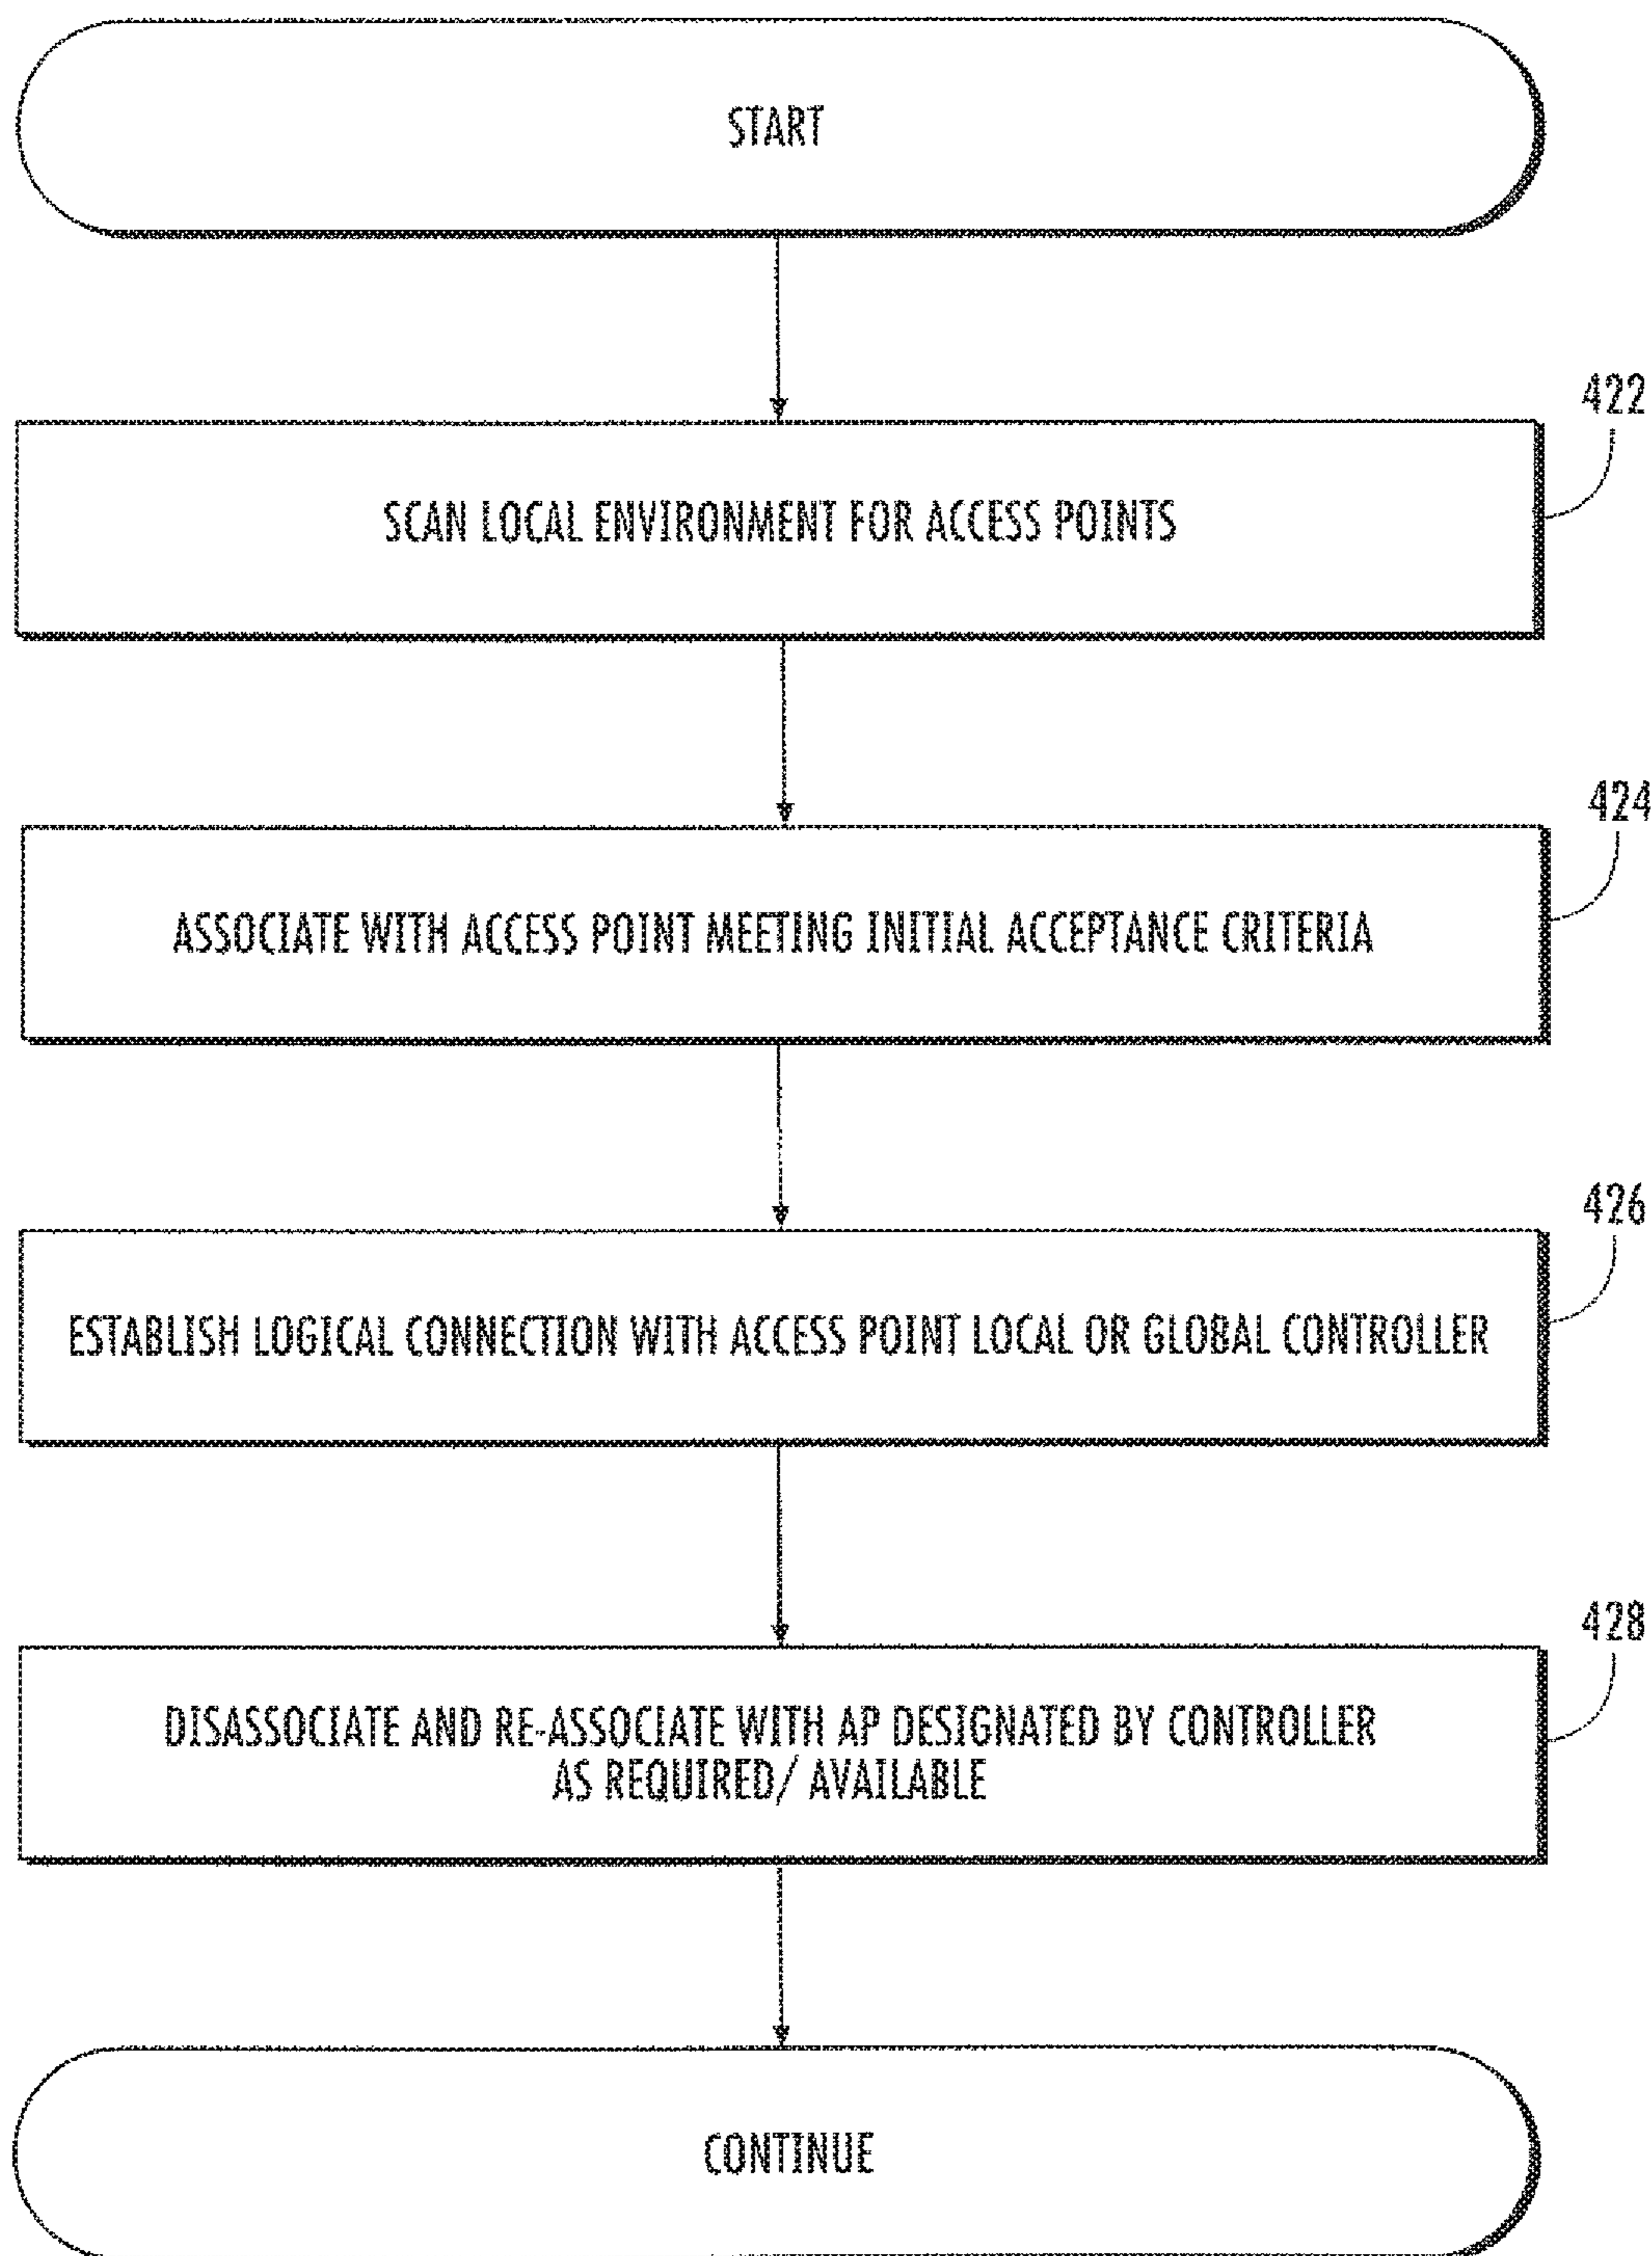 START
422
SCAN LOCAL ENVIRONMENT FOR ACCESS POINTS
424
ASSOCIATE WITH ACCESS POINT MEETING INITIAL ACCEPTANCE CRITERIA
426
ESTABLISH LOGICAL CONNECTION WITH ACCESS POINT LOCAL OR GLOBAL CONTROLLER
428
DISASSOCIATE AND RE-ASSOCIATE WITH AP DESIGNATED BY CONTROLLER
AS REQUIRED/ AVAILABLE
CONTINUE